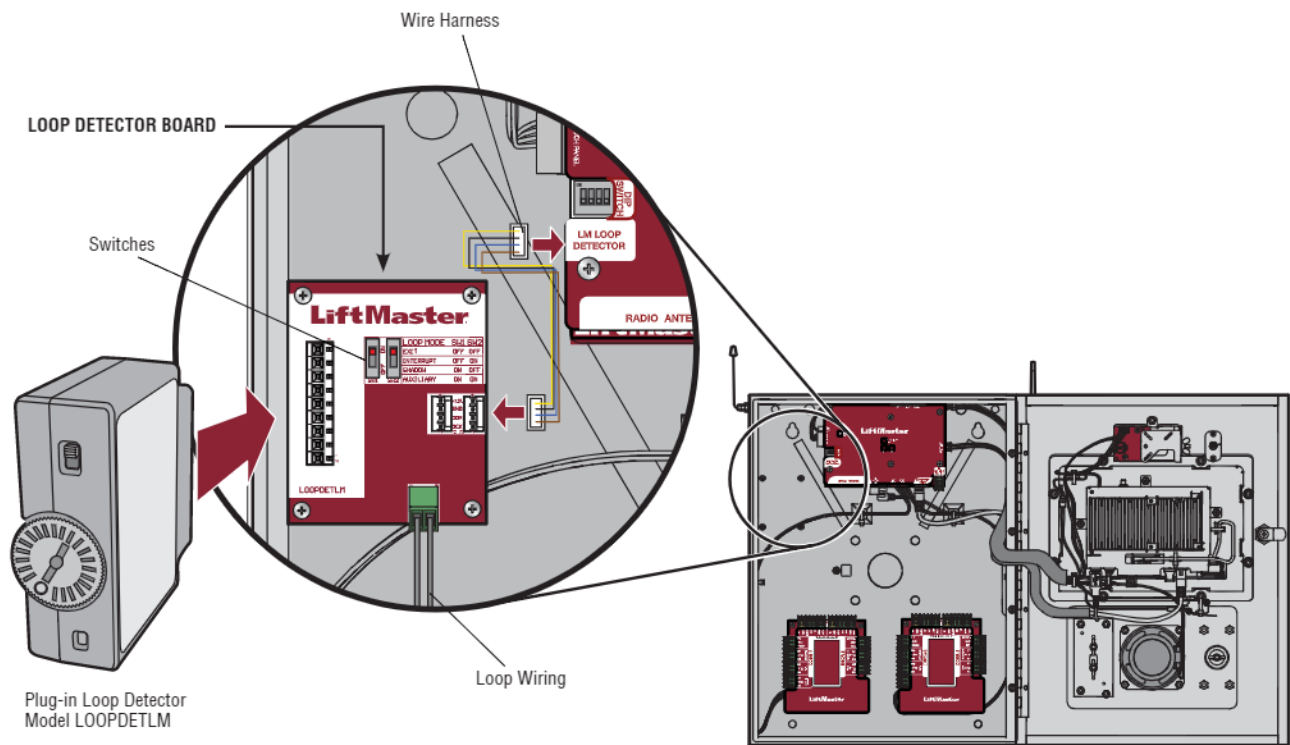 Wire Harness
LOOP DETECTOR BOARD
Switches
DIP
SWITCH
LM LOOP
DETECTOR
RADIO ANTE
LiftMaster
ON
OFF
LOOP MODE SW1 SW2
EXIT OFF OFF
INTERRUPT OFF ON
SHADOW ON OFF
AUXILIARY ON ON
LOOPDETLM
Loop Wiring
Plug-in Loop Detector
Model LOOPDETLM
LiftMaster
LiftMaster
LiftMaster